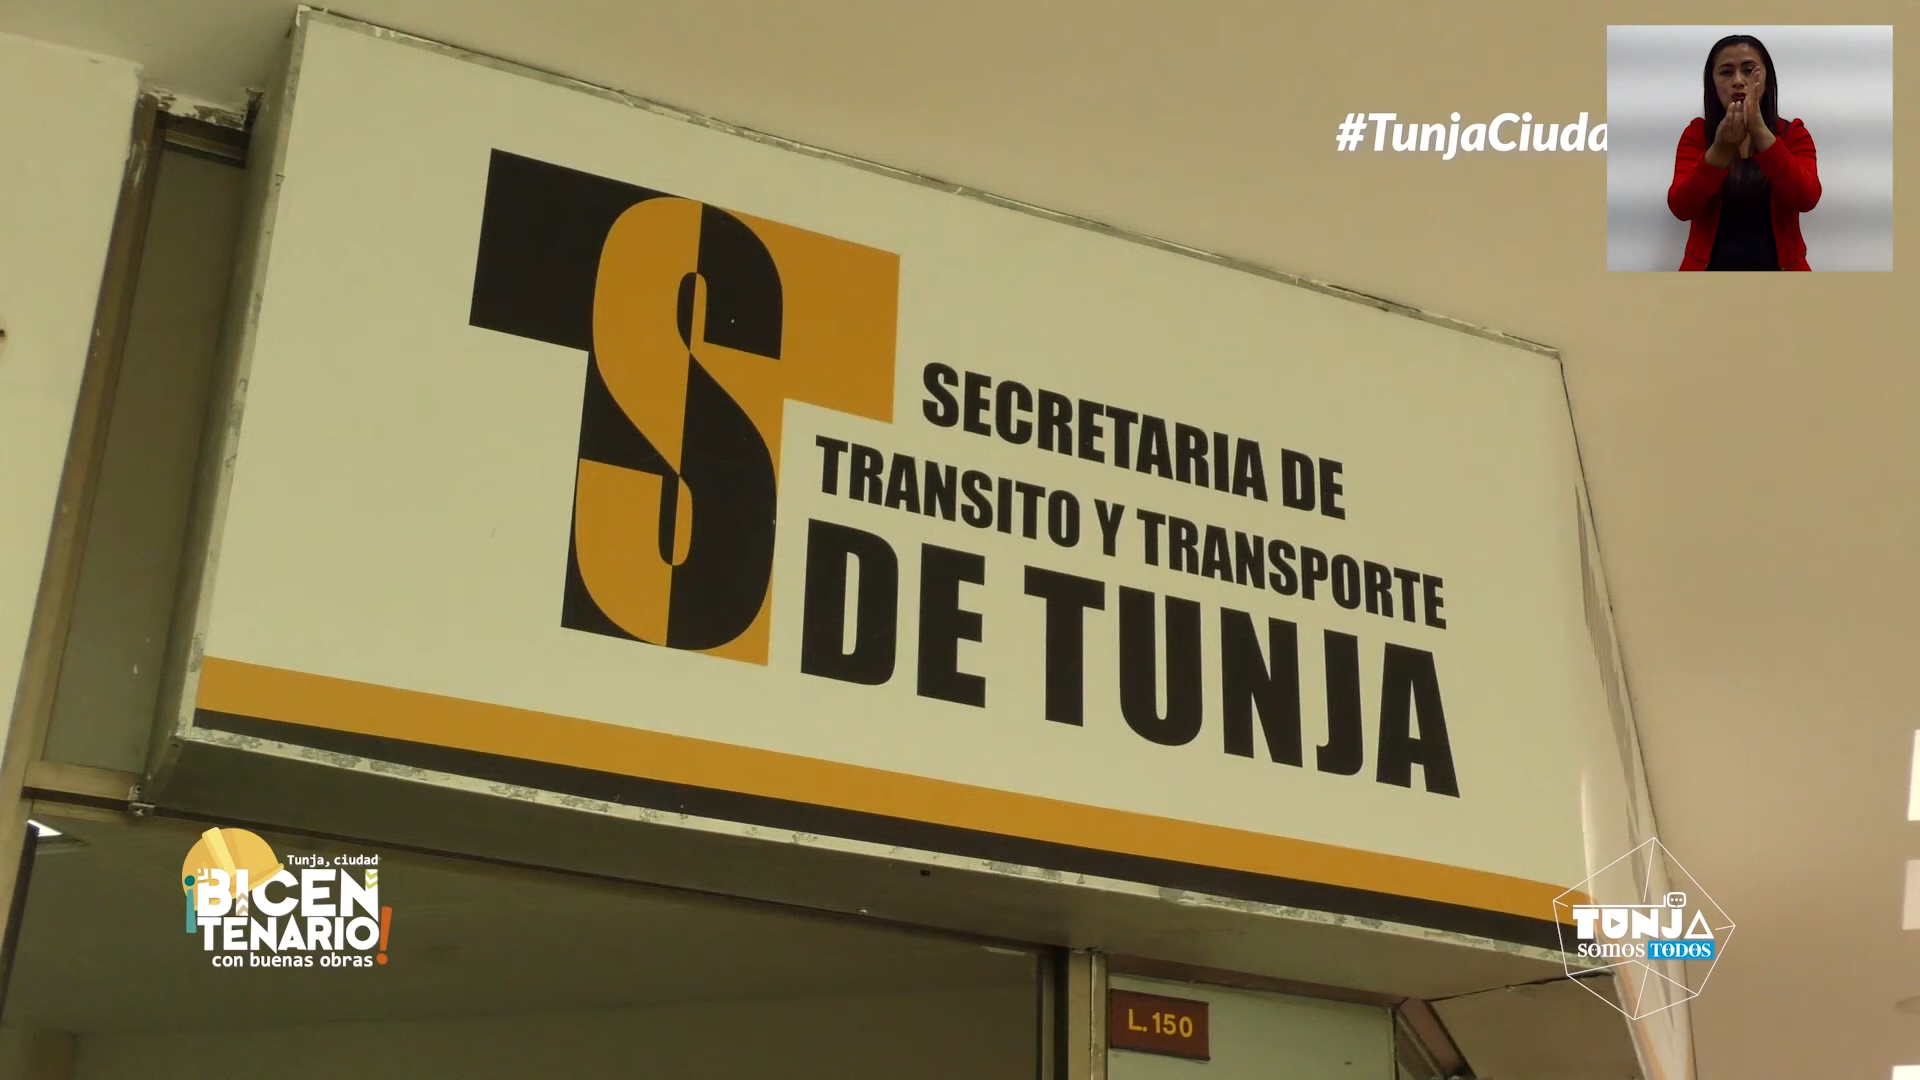 #TunjaCiuda
SECRETARIA DE
TRANSITO Y TRANSPORTE
DE TUNJA
TS
Tunja, ciudad
¡BICEN
TENARIO!
con buenas obras
TUNJA
SOMOS TODOS
L.150